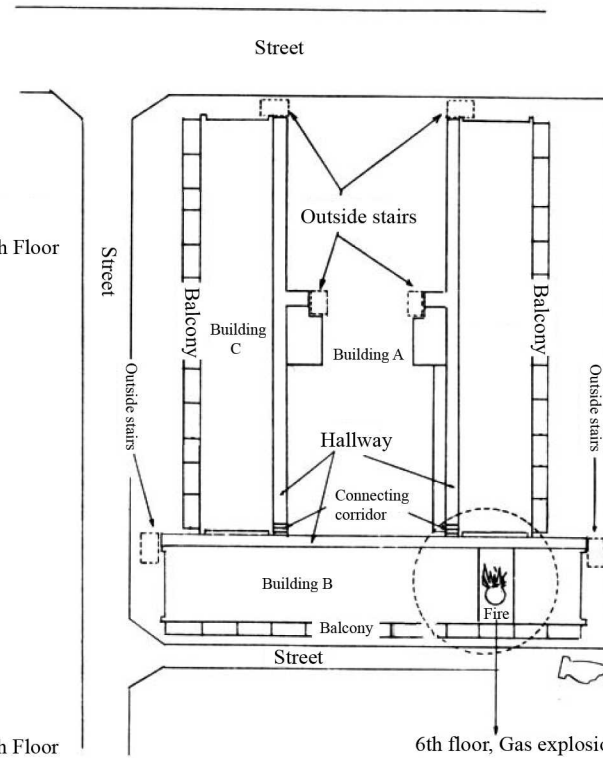 Street
Outside stairs
Floor
Street
Balcony
Building
C
Building A
Balcony
Outside stairs
Outside stairs
Hallway
Connecting
corridor
Building B
Fire
Balcony
Street
Floor
6th floor, Gas